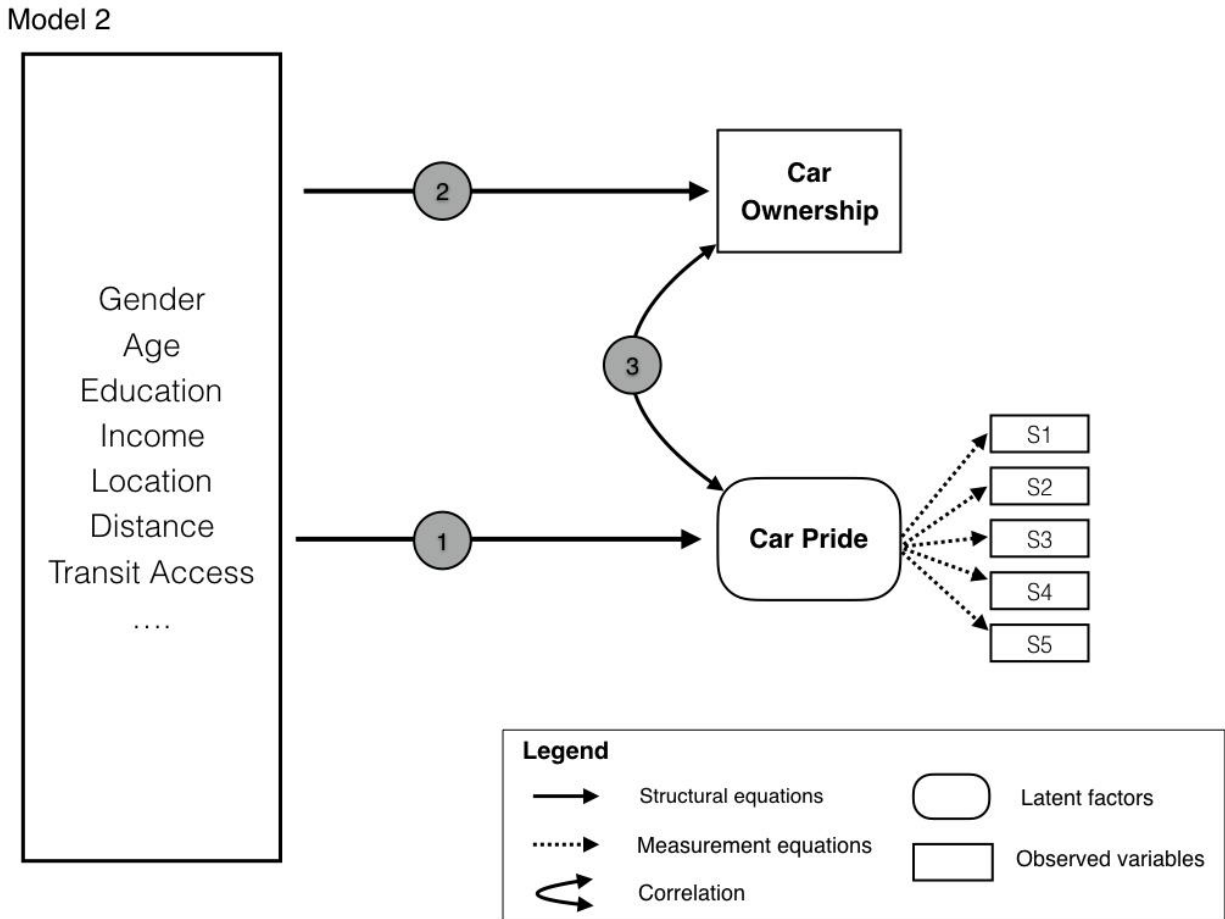 Model 2
Gender
Age
Education
Income
Location
Distance
Transit Access
....
2
Car
Ownership
3
1
Car Pride
S1
S2
S3
S4
S5
Legend
Structural equations
Measurement equations
Correlation
Latent factors
Observed variables